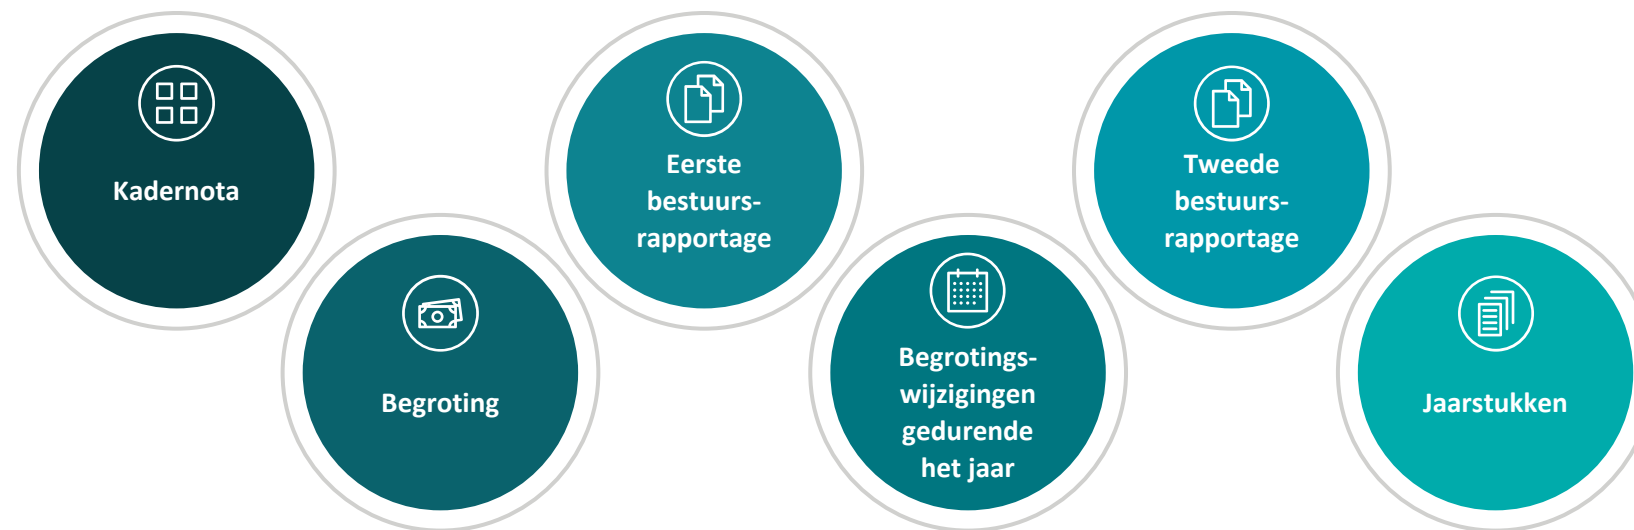 Kadernota
Begroting
Eerste
bestuurs-
rapportage
Begrotings-
wijzigingen
gedurende
het jaar
Tweede
bestuurs-
rapportage
Jaarstukken